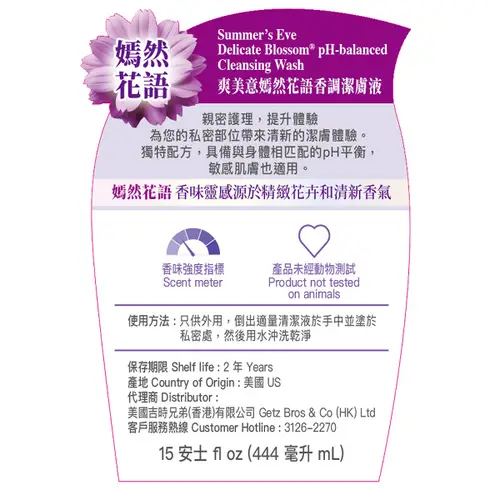 嫣然
花語
Summer's Eve
Delicate Blossom® pH-balanced
Cleansing Wash
爽美意嫣然花語香調潔膚液
親密護理，提升體驗
為您的私密部位帶來清新的潔膚體驗。
獨特配方，具備與身體相匹配的pH平衡，
敏感肌膚也適用。
嫣然花語 香味靈感源於精緻花卉和清新香氣
香味強度指標
Scent meter
產品未經動物測試
Product not tested
on animals
使用方法：只供外用，倒出適量清潔液於手中並塗於
私密處，然後用水沖洗乾淨
保存期限 Shelf life : 2 年 Years
產地 Country of Origin : 美國 US
代理商 Distributor :
美國吉時兄弟(香港)有限公司 Getz Bros & Co (HK) Ltd
客戶服務熱線 Customer Hotline : 3126-2270
15 安士 fl oz (444 毫升 mL)